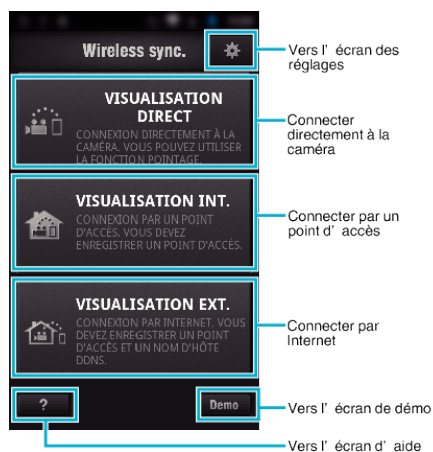 Wireless sync.
Vers l' écran des
réglages
VISUALISATION
DIRECT
CONNEXION DIRECTEMENT À LA
CAMÉRA. VOUS POUVEZ UTILISER
LA FONCTION POINTAGE.
Connecter
directement à la
caméra
VISUALISATION INT.
CONNEXION PAR UN POINT
D'ACCÈS. VOUS DEVEZ
ENREGISTRER UN POINT D'ACCÈS.
Connecter par un
point d' accès
VISUALISATION EXT.
CONNEXION PAR INTERNET. VOUS
DEVEZ ENREGISTRER UN POINT
D'ACCÈS ET UN NOM D'HÔTE
DDNS.
Connecter par
Internet
?
Demo
Vers l' écran de démo
Vers l' écran d' aide